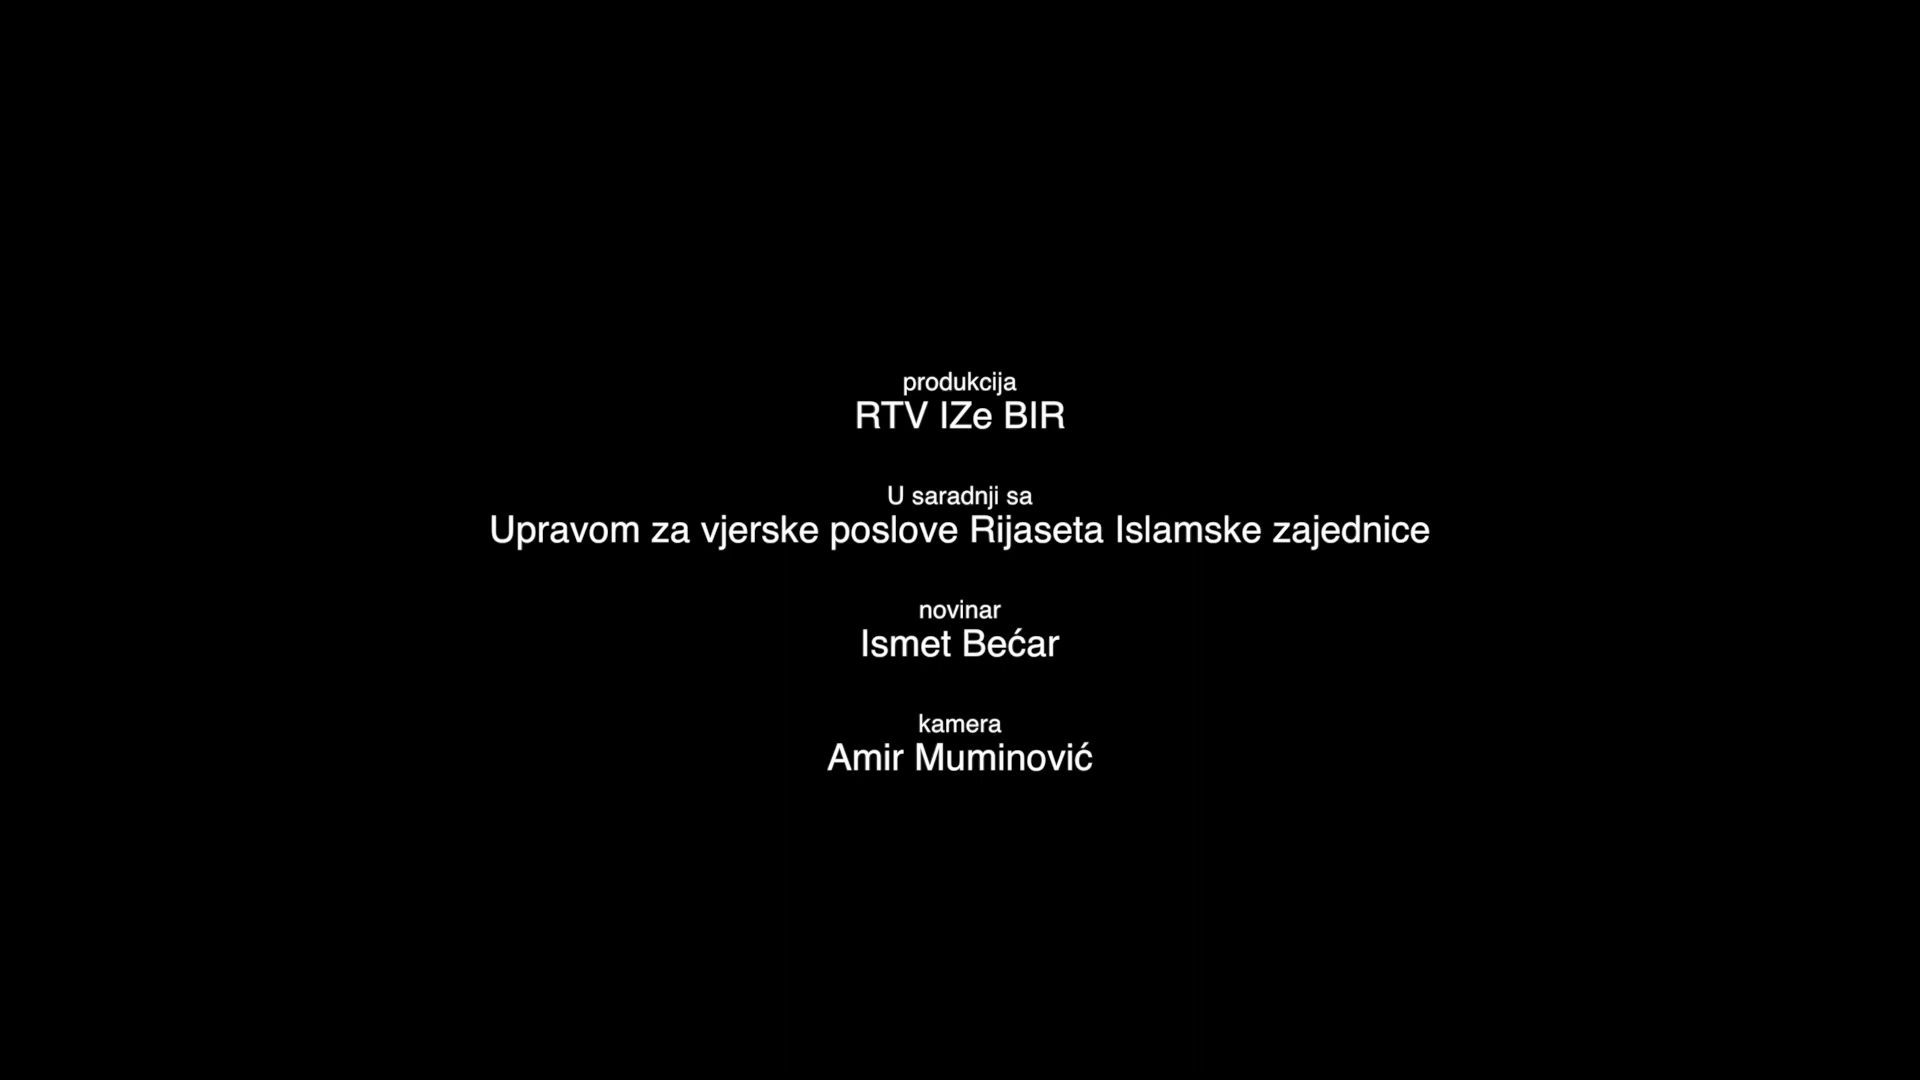 produkcija
RTV IZe BIR
U saradnji sa
Upravom za vjerske poslove Rijaseta Islamske zajednice
novinar
Ismet Bećar
kamera
Amir Muminović